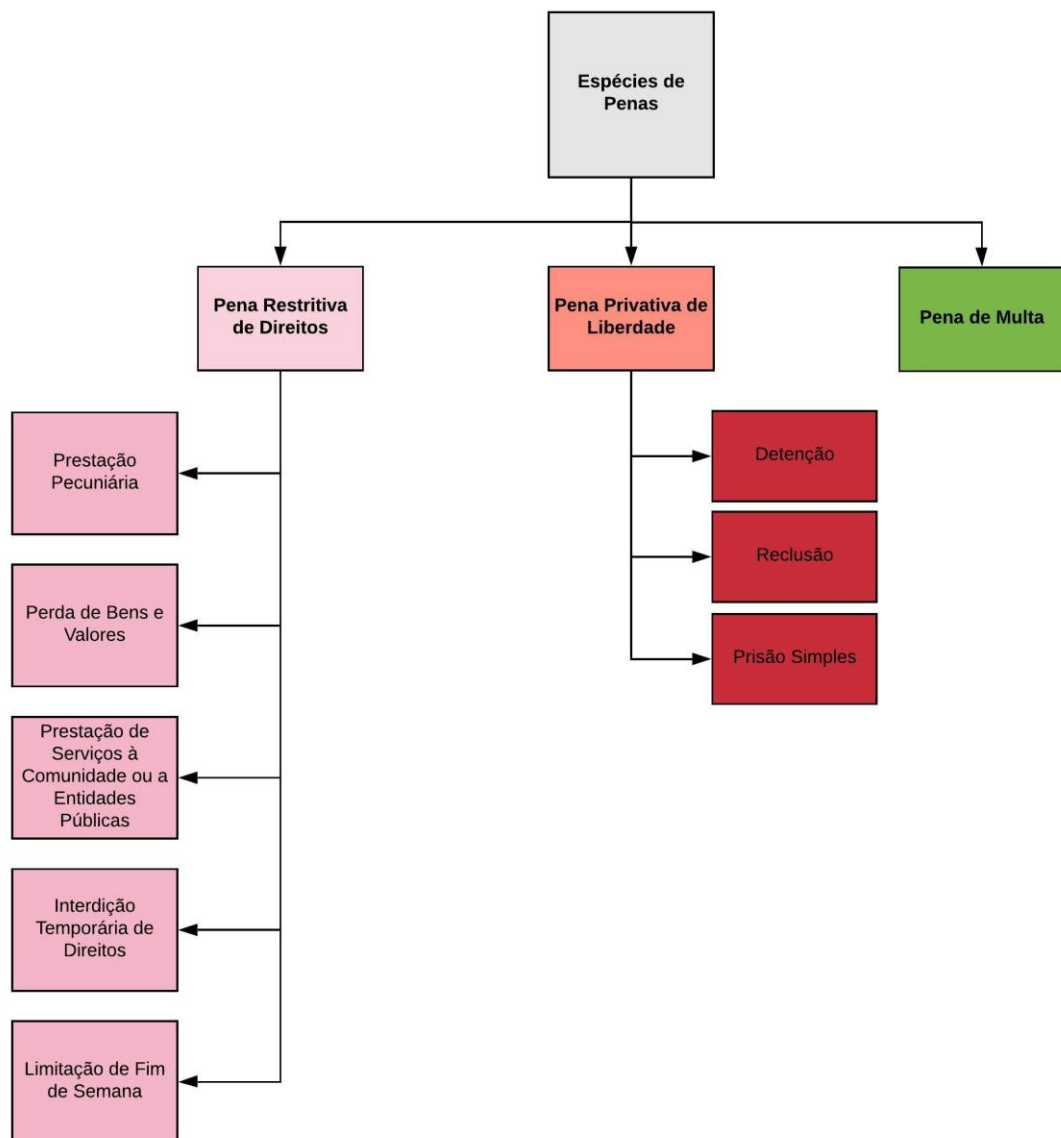 Espécies de
Penas
Pena Restritiva
de Direitos
Pena Privativa de
Liberdade
Pena de Multa
Prestação
Pecuniária
Perda de Bens e
Valores
Prestação de
Serviços à
Comunidade ou a
Entidades
Públicas
Interdição
Temporária de
Direitos
Limitação de Fim
de Semana
Detenção
Reclusão
Prisão Simples